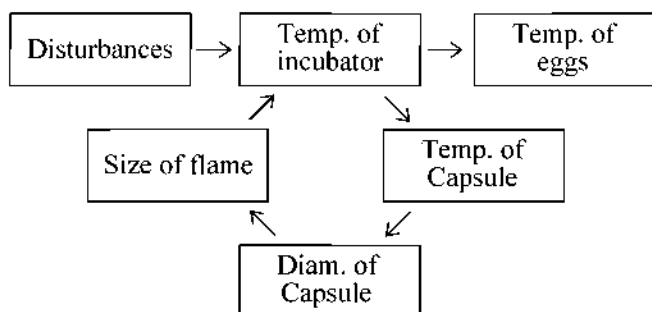 Disturbances
Temp. of
incubator
Temp. of
eggs
Size of flame
Temp. of
Capsule
Diam. of
Capsule